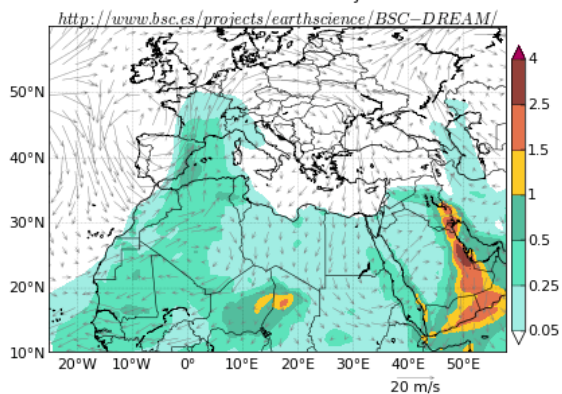 http://www.bsc.es/projects/earthscience/BSC−DREAM/
50°N
40°N
30°N
20°N
10°N
20°W 10°W 0° 10°E 20°E 30°E 40°E 50°E
4
2.5
1.5
1
0.5
0.25
0.05
20 m/s